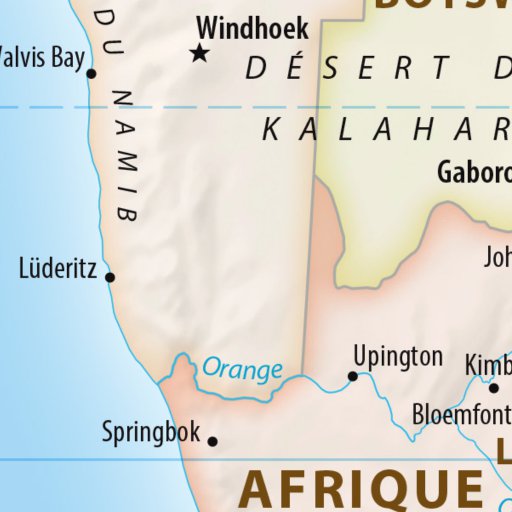 BOTSW
DU NAMIB
Windhoek
Walvis Bay
DÉSERT D
KALAHAR
Gaboro
Lüderitz
Joh
Orange
Upington
Kimb
Bloemfont
Springbok
L
AFRIQUE